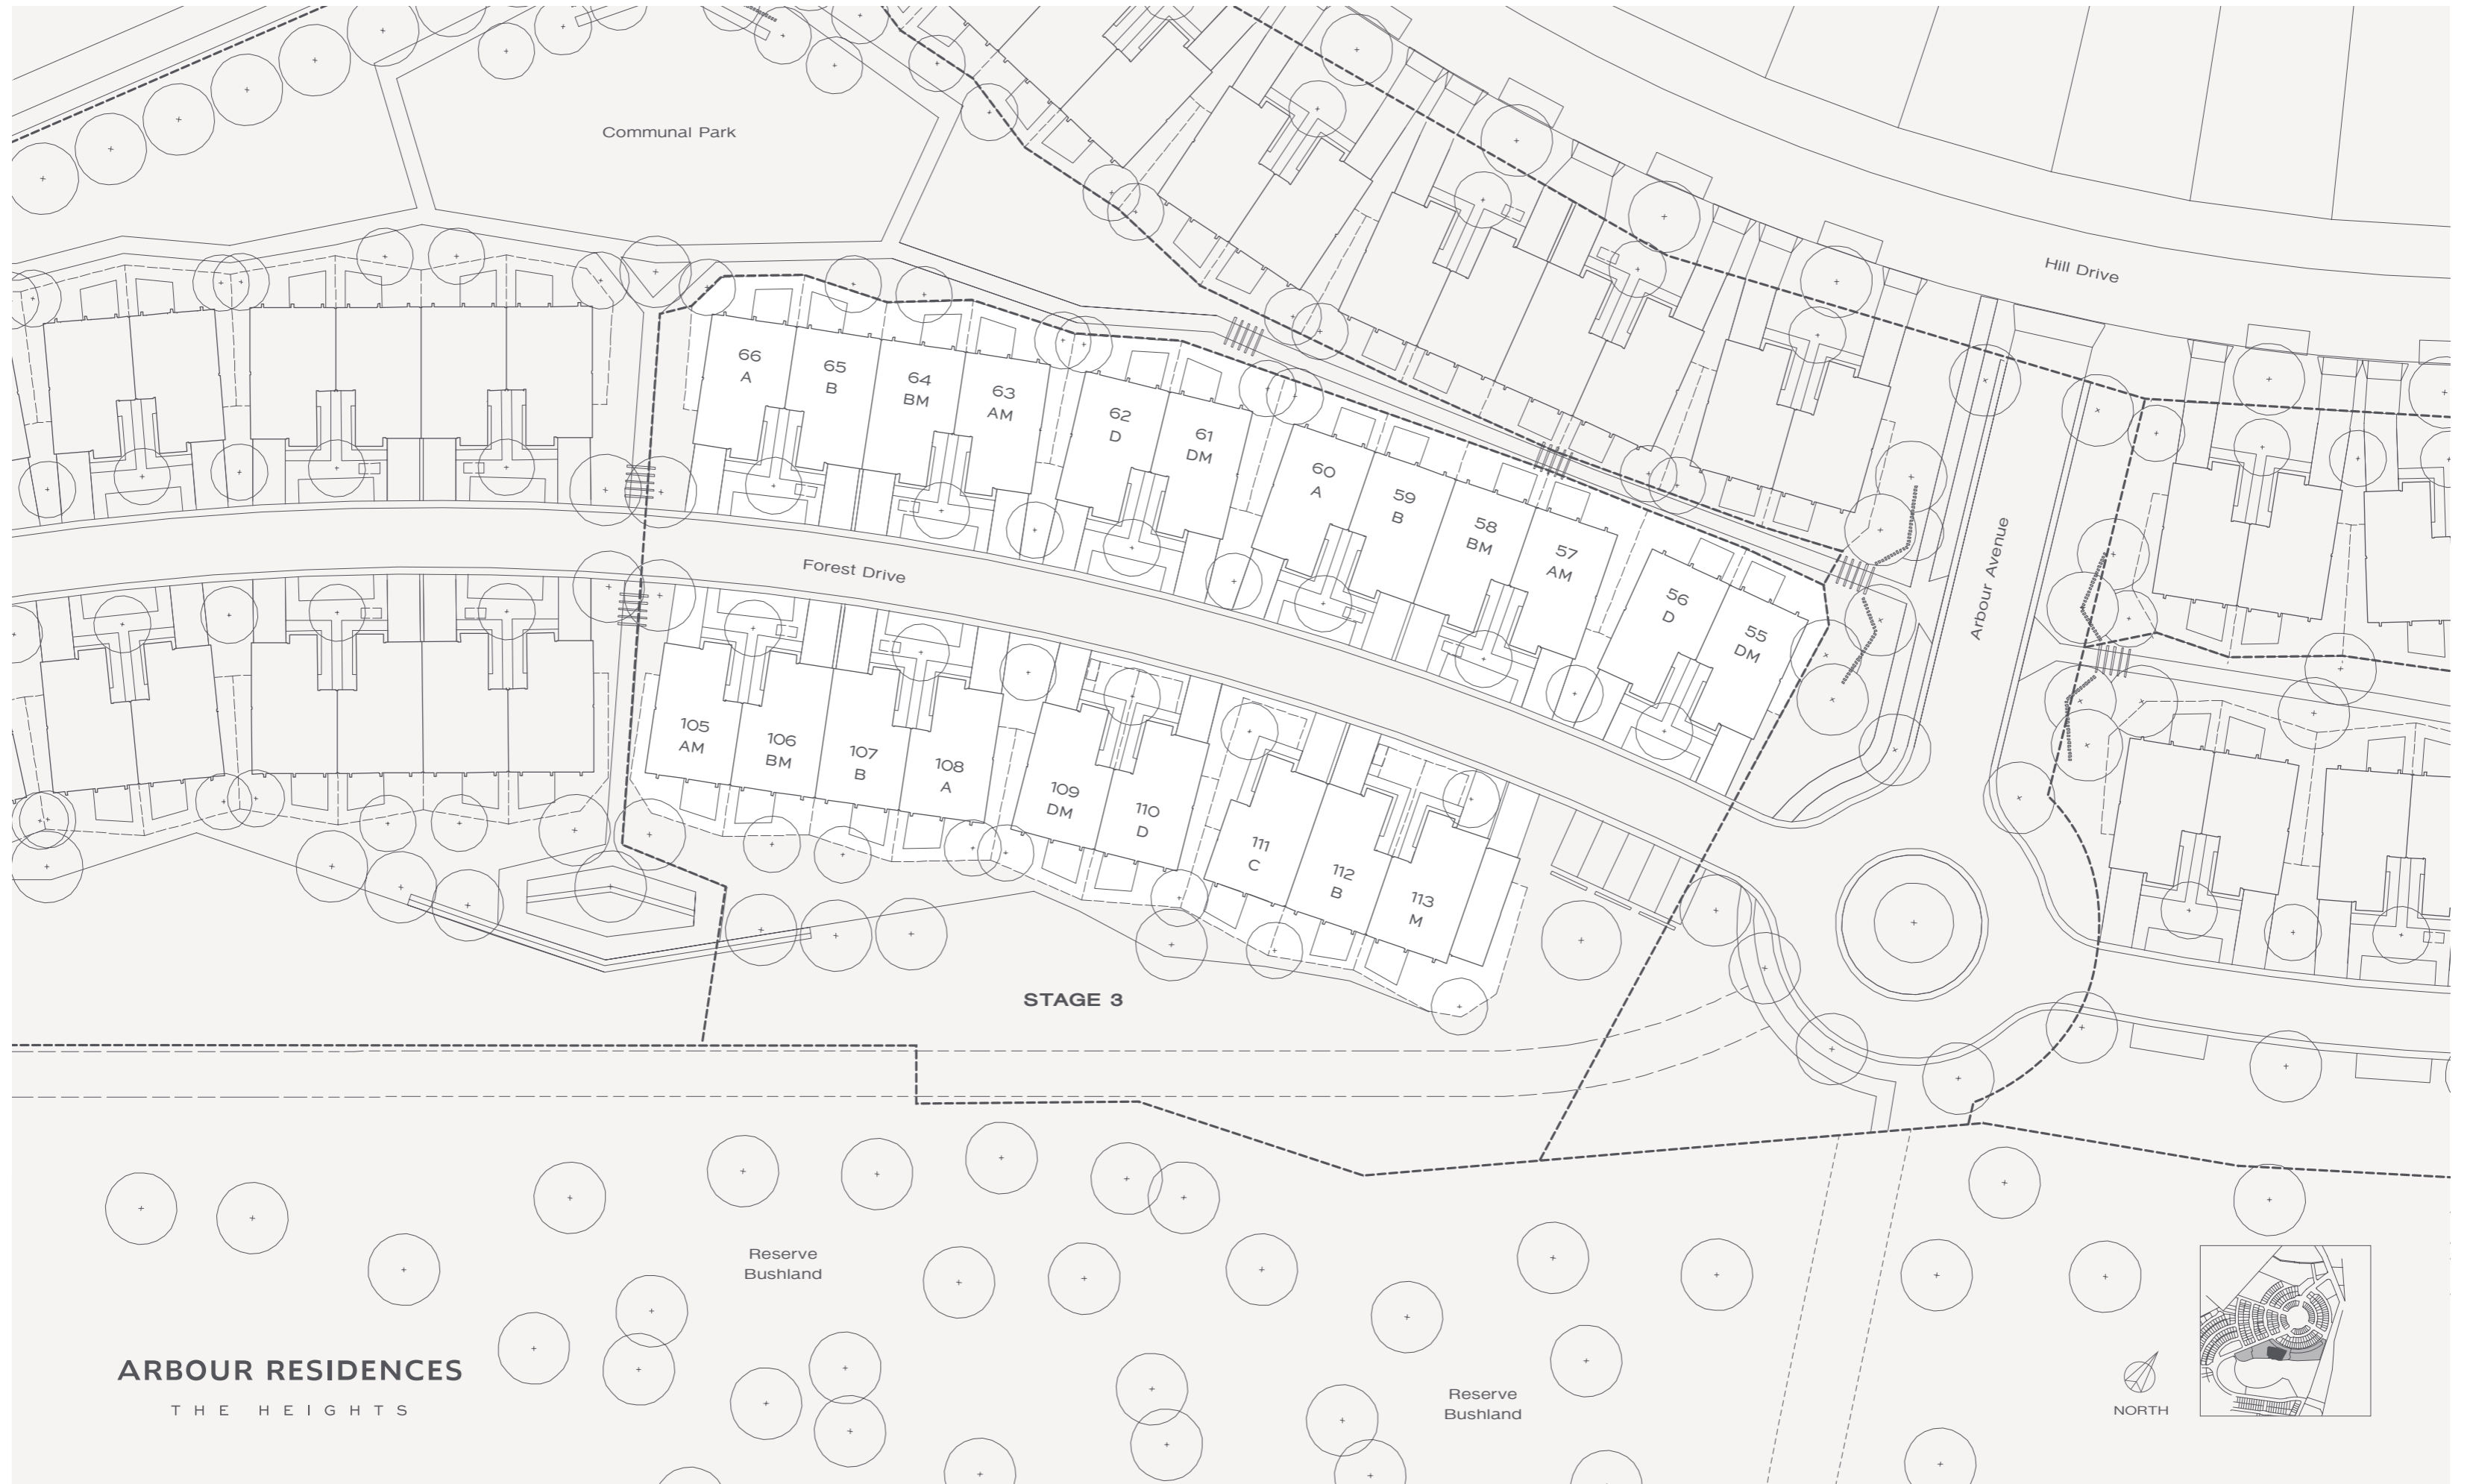 Communal Park
Hill Drive
66
A
65
B
64
BM
63
AM
62
D
61
DM
60
A
59
B
58
BM
57
AM
56
D
55
DM
Arbour Avenue
Forest Drive
105
AM
106
BM
107
B
108
A
109
DM
110
D
111
C
112
B
113
M
STAGE 3
Reserve
Bushland
Reserve
Bushland
ARBOUR RESIDENCES
THE HEIGHTS
NORTH